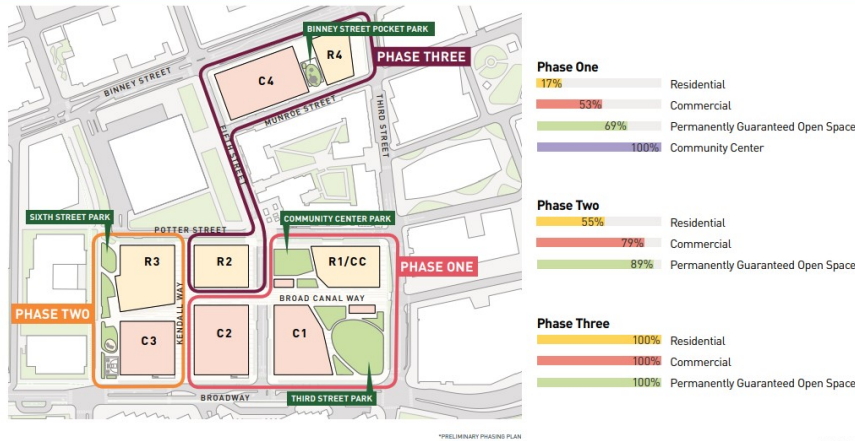 BINNEY STREET POCKET PARK
PHASE THREE
R4
C4
BINNEY STREET
MUNROE STREET
THIRD STREET
FIFTH STREET
SIXTH STREET PARK
COMMUNITY CENTER PARK
POTTER STREET
R3
R2
R1/CC
PHASE ONE
KENDALL WAY
BROAD CANAL WAY
PHASE TWO
C3
C2
C1
BROADWAY
THIRD STREET PARK
*PRELIMINARY PHASING PLAN
Phase One
17% Residential
53% Commercial
69% Permanently Guaranteed Open Space
100% Community Center
Phase Two
55% Residential
79% Commercial
89% Permanently Guaranteed Open Space
Phase Three
100% Residential
100% Commercial
100% Permanently Guaranteed Open Space